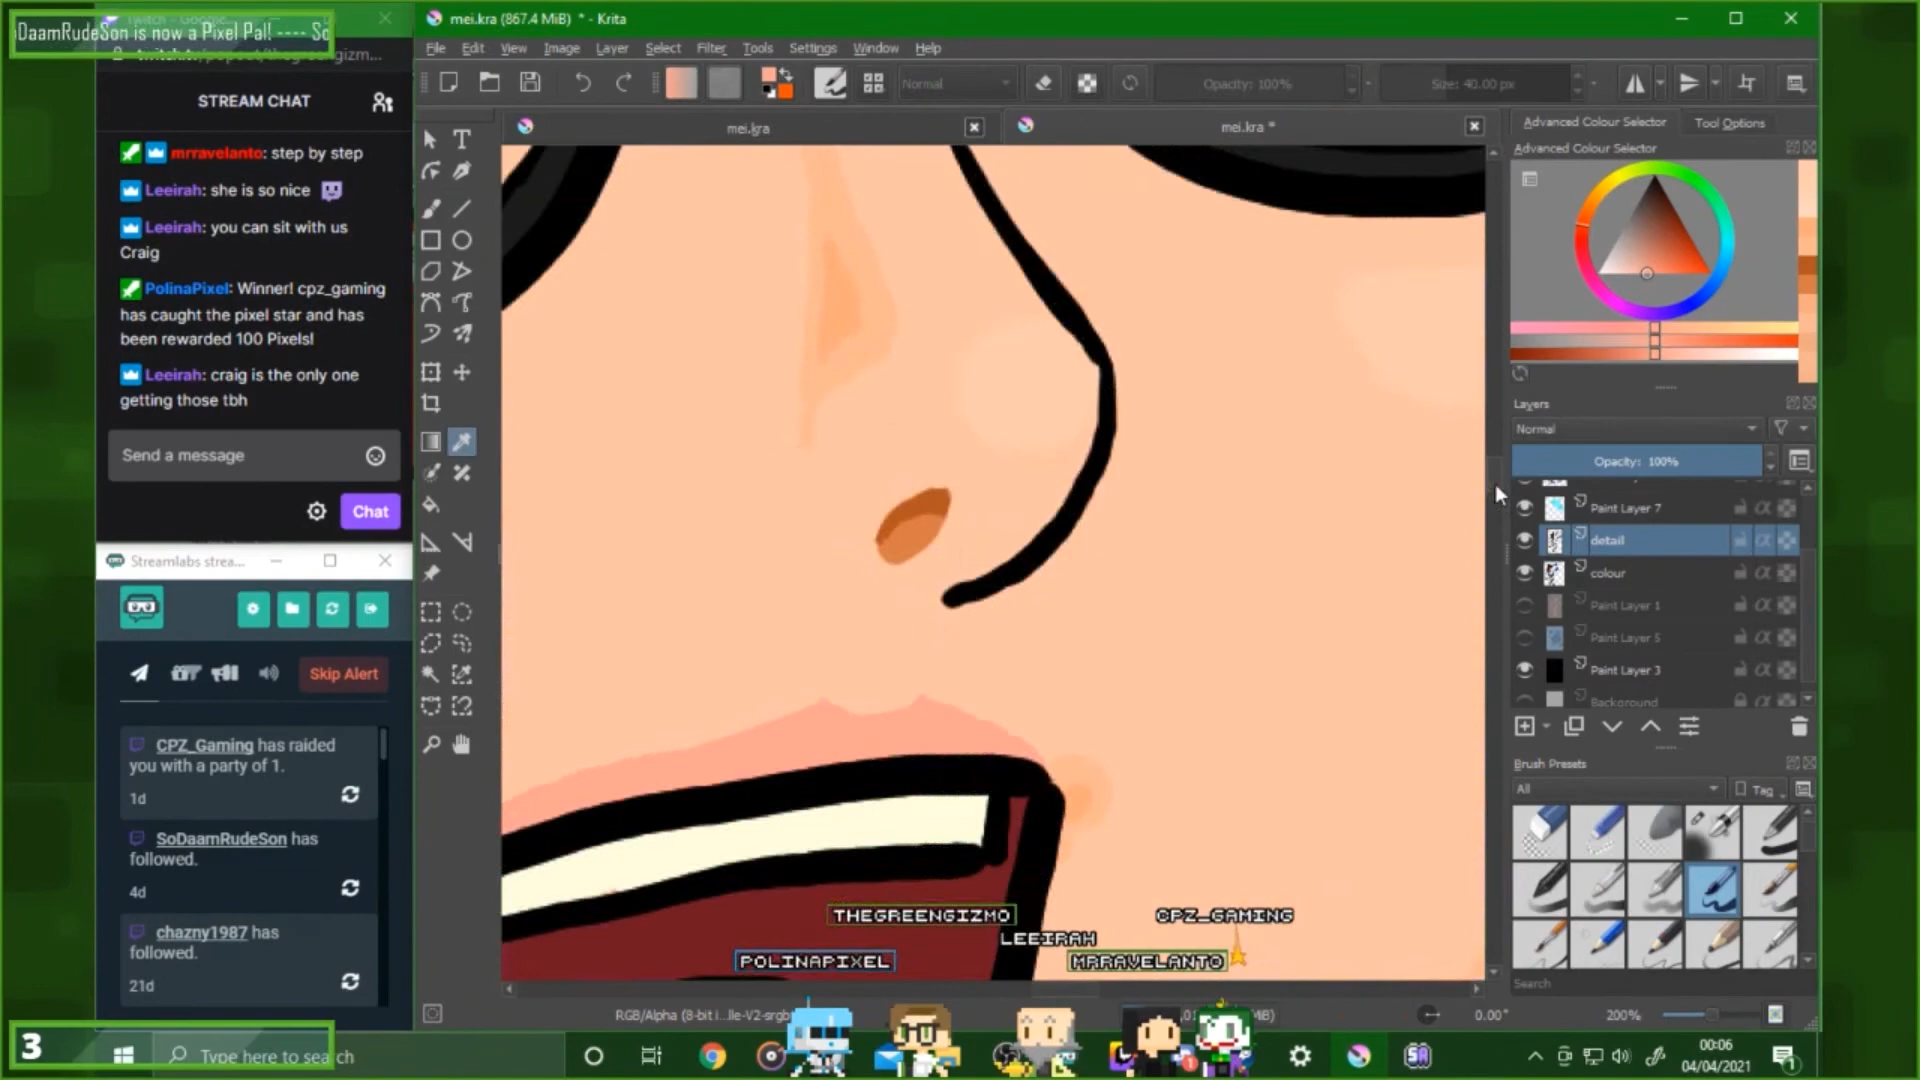 DaamRudeSon is now a Pixel Pal! ---- So
STREAM CHAT
mrravelanto: step by step
Leeirah: she is so nice
Leeirah: you can sit with us
Craig
PolinaPixel: Winner! cpz_gaming
has caught the pixel star and has
been rewarded 100 Pixels!
Leeirah: craig is the only one
getting those tbh
Send a message
Chat
Streamlabs strea...
Skip Alert
CPZ_Gaming has raided
you with a party of 1.
1d
SoDaamRudeSon has
followed.
4d
chazny1987 has
followed.
21d
3
Type here to search
mei.kra (867.4 MiB) * - Krita
File Edit View Image Layer Select Filter Tools Settings Window Help
Normal
Opacity: 100%
Size: 40.00 px
mei.kra
mei.kra *
Advanced Colour Selector
Tool Options
Advanced Colour Selector
Layers
Normal
Opacity: 100%
Paint Layer 7
detail
colour
Paint Layer 1
Paint Layer 5
Paint Layer 3
Background
Brush Presets
All
Tag
Search
THEGREENGIZMO
CPZ_GAMING
LEEIRAH
POLINAPIXEL
MRRAVELANTO
RGB/Alpha (8-bit i...lle-V2-srgb
0.00°
200%
00:06
04/04/2021